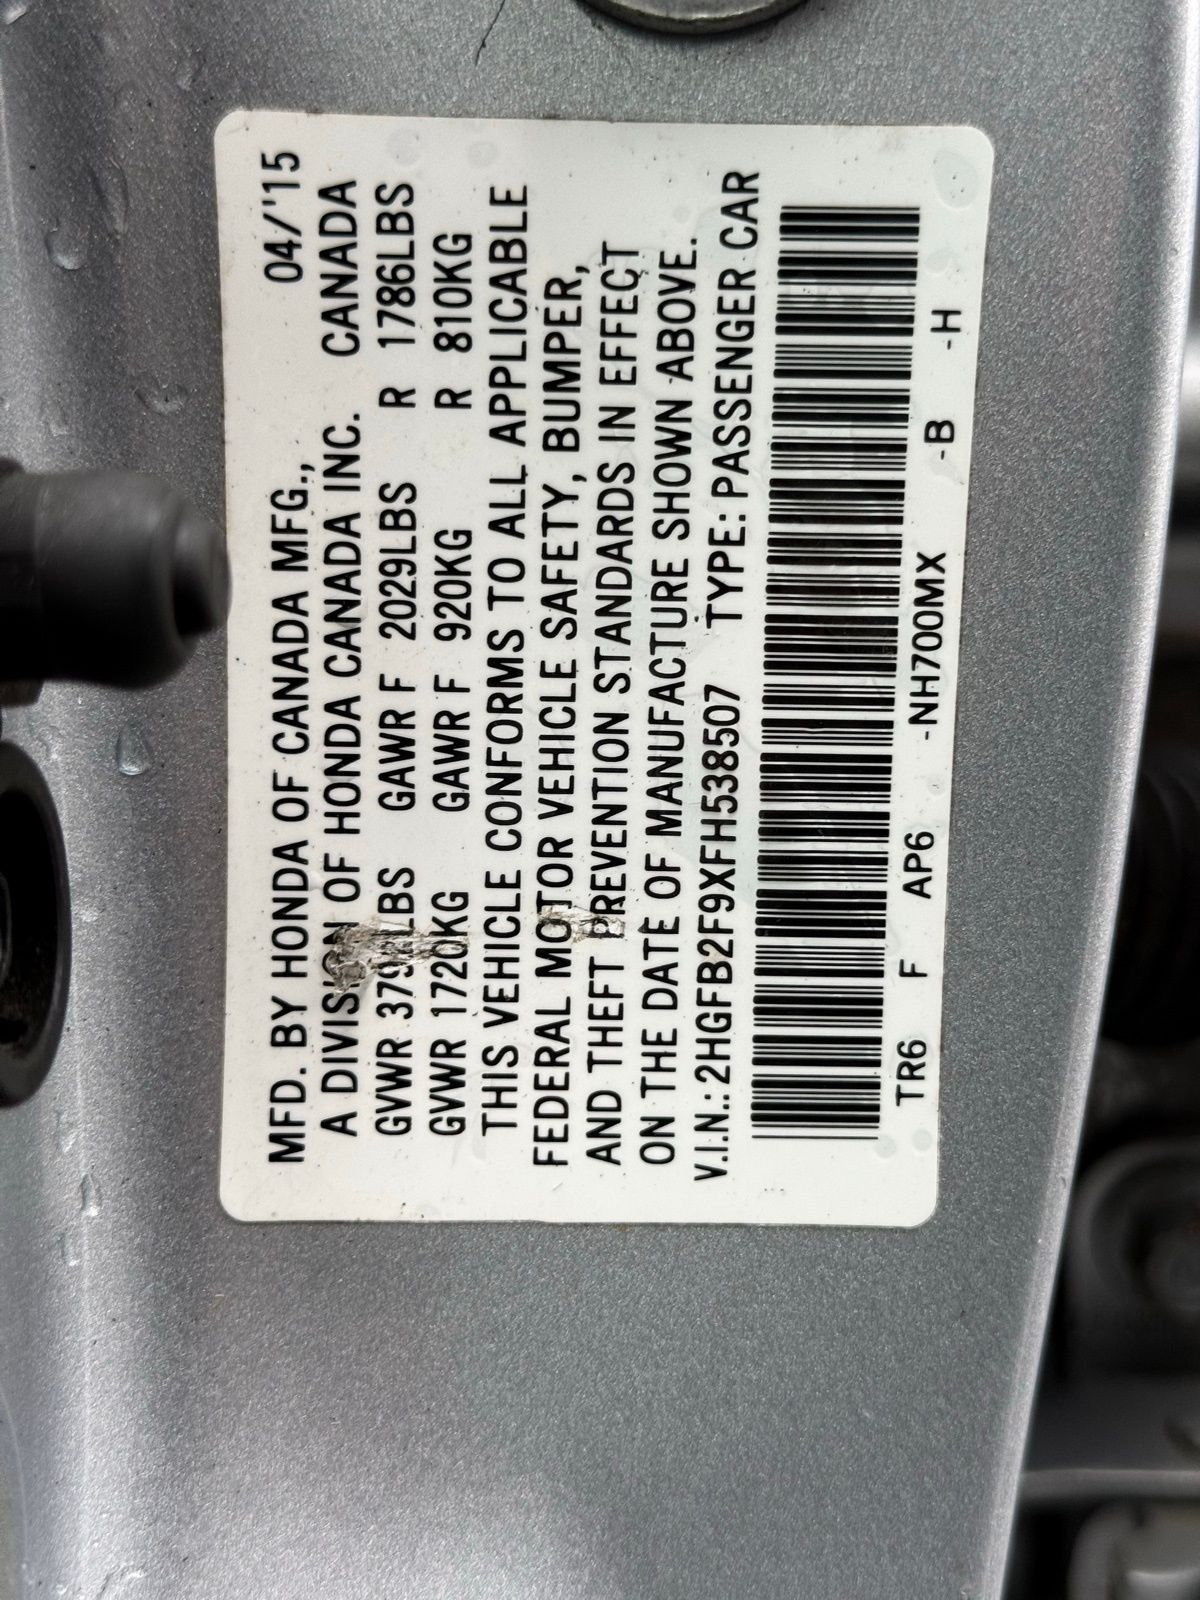 MFD. BY HONDA OF CANADA MFG., 04/'15
A DIVISION OF HONDA CANADA INC. CANADA
GVWR GAWR F 2029LBS R 1786LBS
GVWR 1720KG GAWR F 920KG R 810KG
THIS VEHICLE CONFORMS TO ALL APPLICABLE
FEDERAL MOTOR VEHICLE SAFETY, BUMPER,
AND THEFT PREVENTION STANDARDS IN EFFECT
ON THE DATE OF MANUFACTURE SHOWN ABOVE.
V.I.N.: 2HGFB2F9XFH538507 TYPE: PASSENGER CAR
TR6 F AP6 -NH700MX -B -H